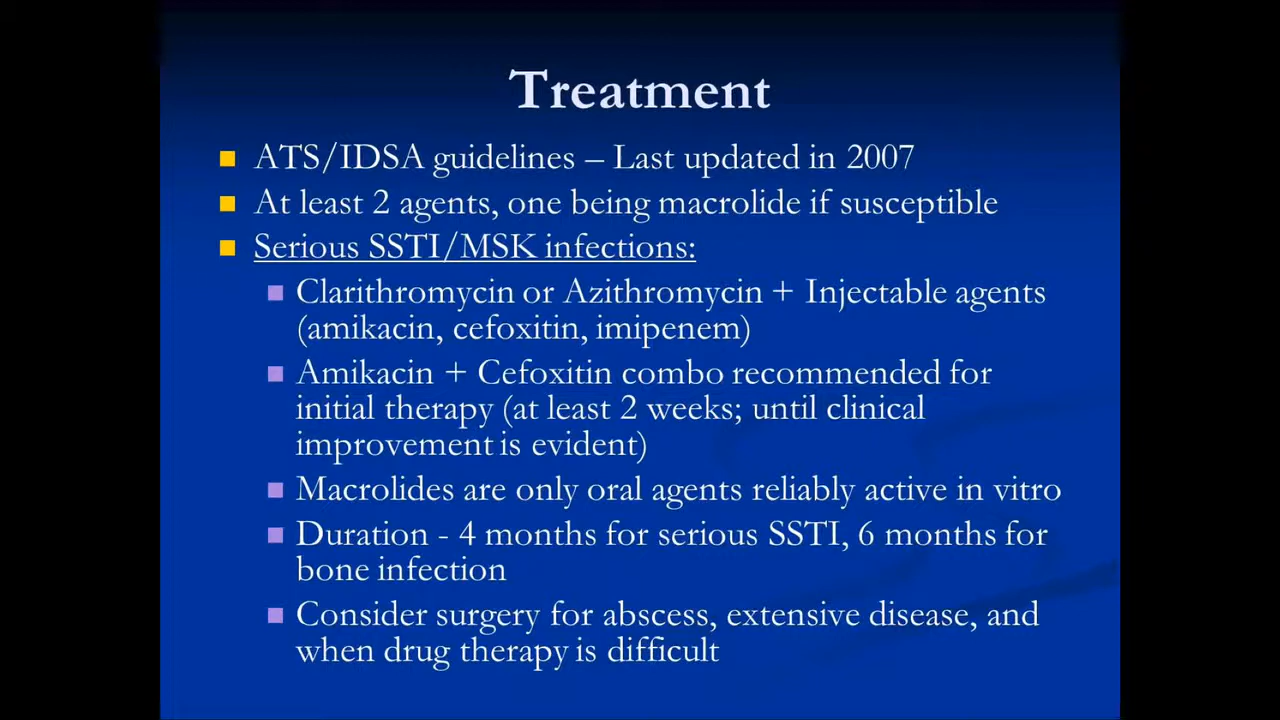 Treatment
ATS/IDSA guidelines – Last updated in 2007
At least 2 agents, one being macrolide if susceptible
Serious SSTI/MSK infections:
Clarithromycin or Azithromycin + Injectable agents
(amikacin, cefoxitin, imipenem)
Amikacin + Cefoxitin combo recommended for
initial therapy (at least 2 weeks; until clinical
improvement is evident)
Macrolides are only oral agents reliably active in vitro
Duration - 4 months for serious SSTI, 6 months for
bone infection
Consider surgery for abscess, extensive disease, and
when drug therapy is difficult